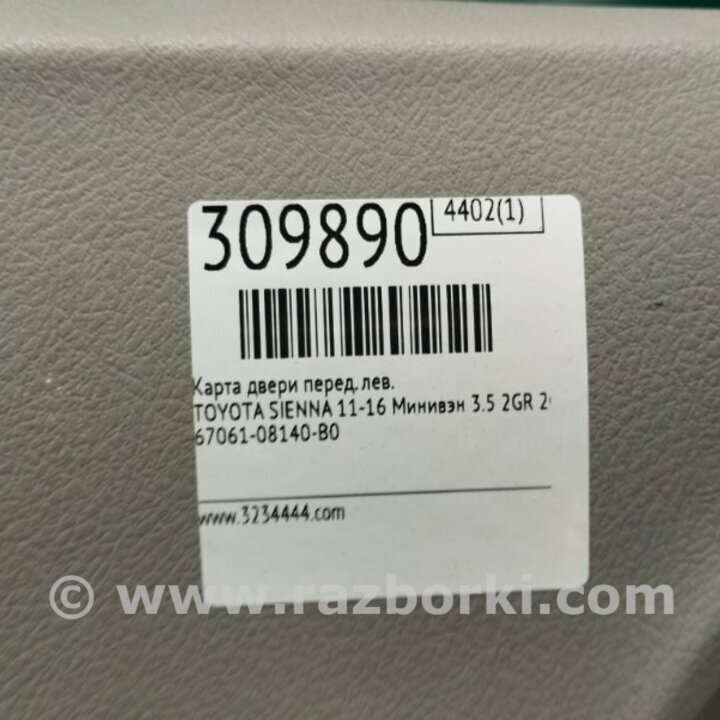 309890
4402(1)
Карта двери перед.лев.
TOYOTA SIENNA 11-16 Минивэн 3.5 2GR
67061-08140-B0
www.3234444.com
© www.razborki.com